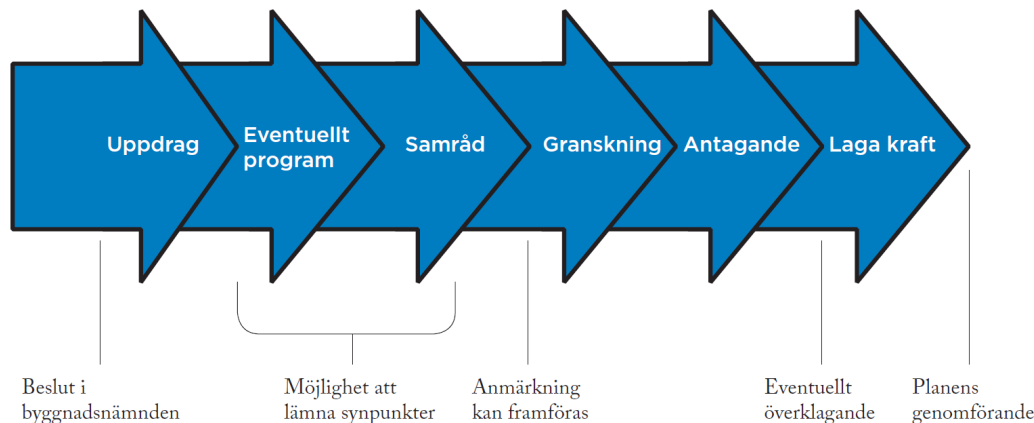 Uppdrag
Eventuellt
program
Samråd
Granskning
Antagande
Laga kraft
Beslut i
byggnadsnämnden
Möjlighet att
lämna synpunkter
Anmärkning
kan framföras
Eventuellt
överklagande
Planens
genomförande